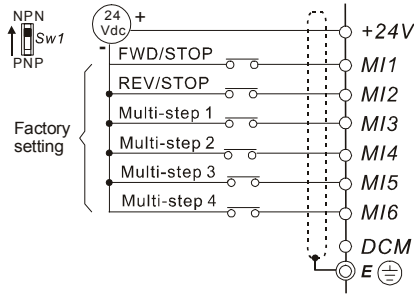 NPN
Sw1
PNP
24
Vdc
+
-
+24V
FWD/STOP
MI1
REV/STOP
MI2
Multi-step 1
MI3
Multi-step 2
MI4
Multi-step 3
MI5
Multi-step 4
MI6
Factory
setting
DCM
E